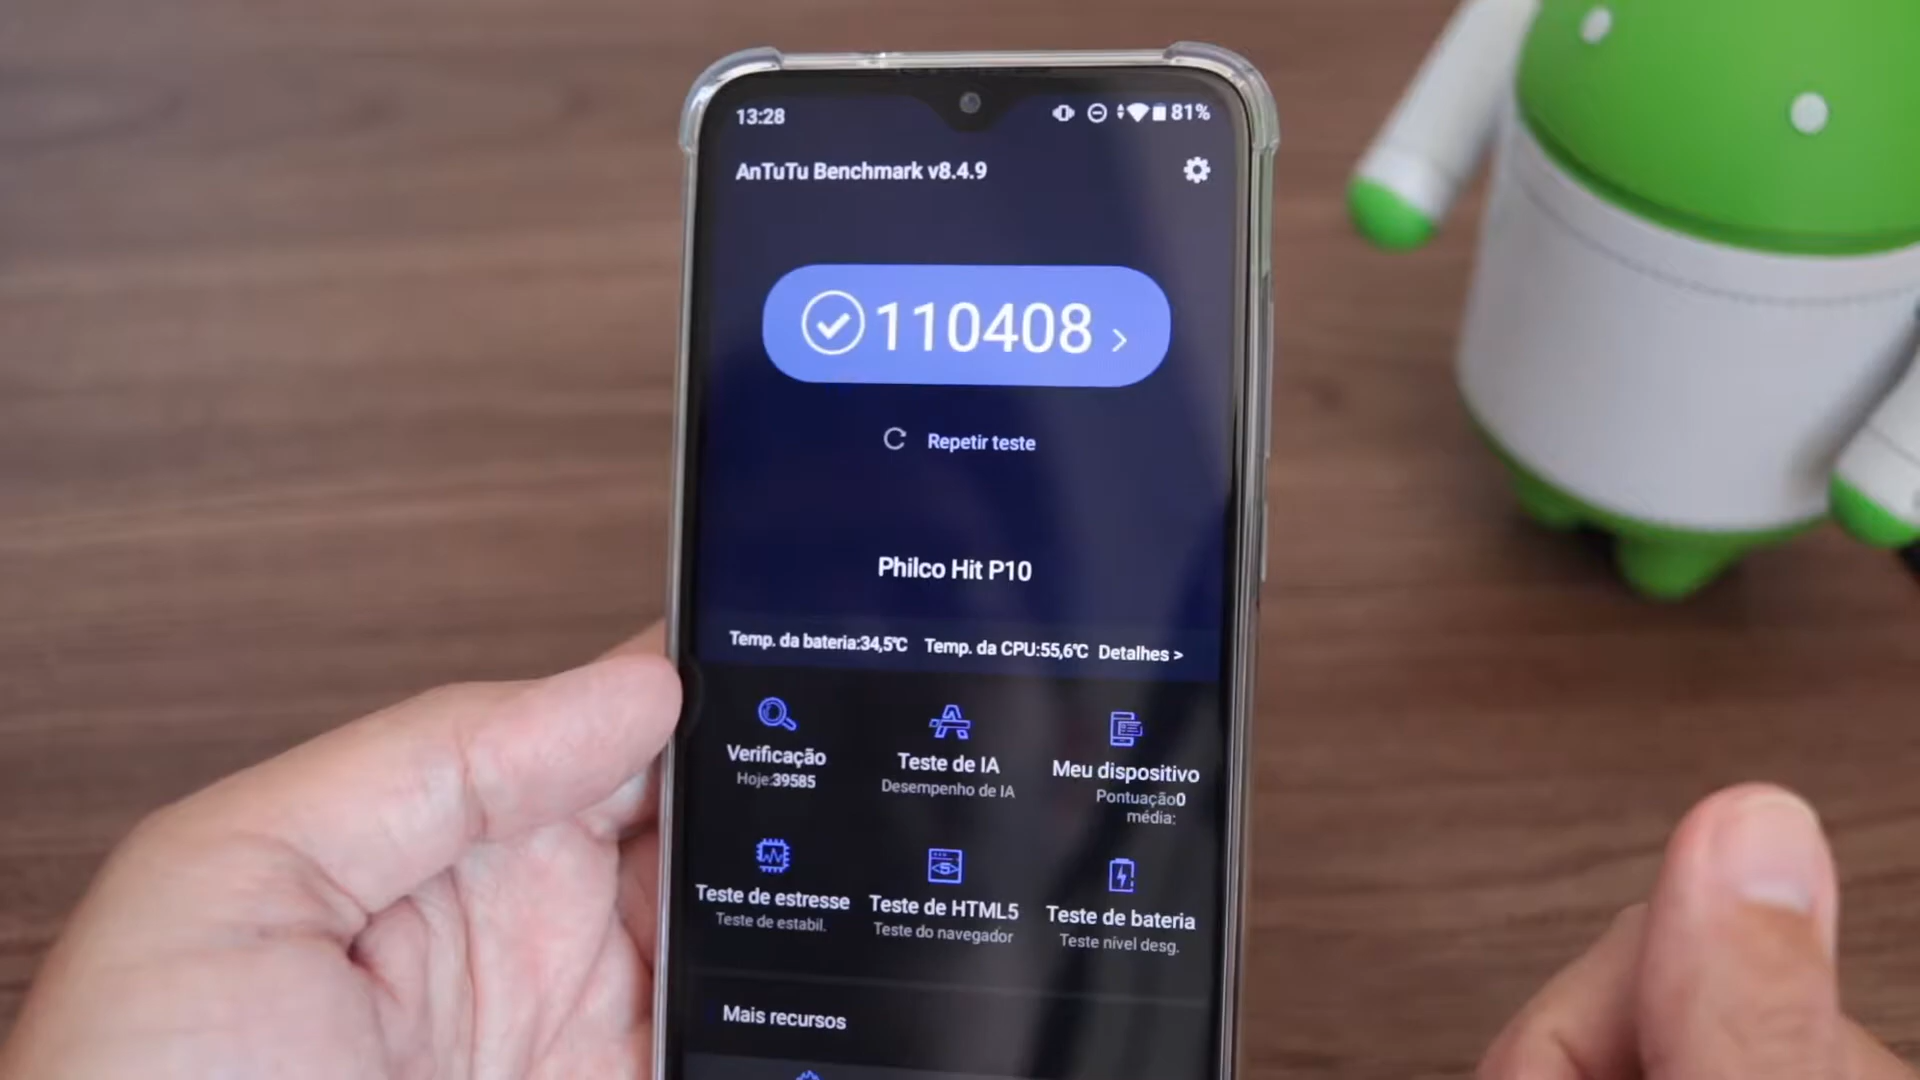 13:28
81%
AnTuTu Benchmark v8.4.9
110408 >
Repetir teste
Philco Hit P10
Temp. da bateria:34,5℃ Temp. da CPU:55,6℃ Detalhes >
Verificação
Hoje:39585
Teste de IA
Desempenho de IA
Meu dispositivo
Pontuação0
média:
Teste de estresse
Teste de estabil.
Teste de HTML5
Teste do navegador
Teste de bateria
Teste nível desg.
Mais recursos